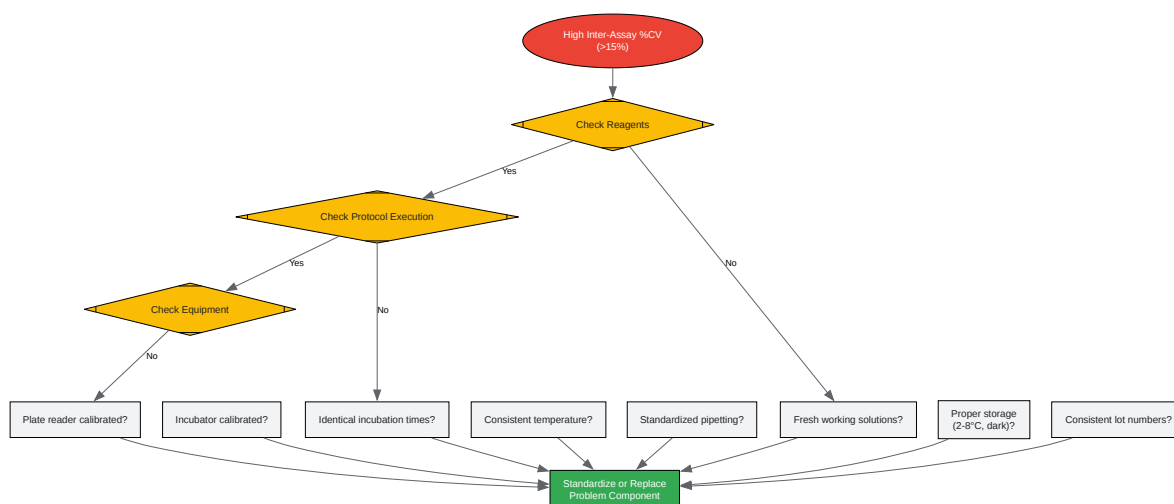 High Inter-Assay %CV
(>15%)
Check Reagents
Yes
Check Protocol Execution
Yes
No
No
Check Equipment
No
Plate reader calibrated?
Incubator calibrated?
Identical incubation times?
Consistent temperature?
Standardized pipetting?
Fresh working solutions?
Proper storage
(2-8°C, dark)?
Consistent lot numbers?
Standardize or Replace
Problem Component